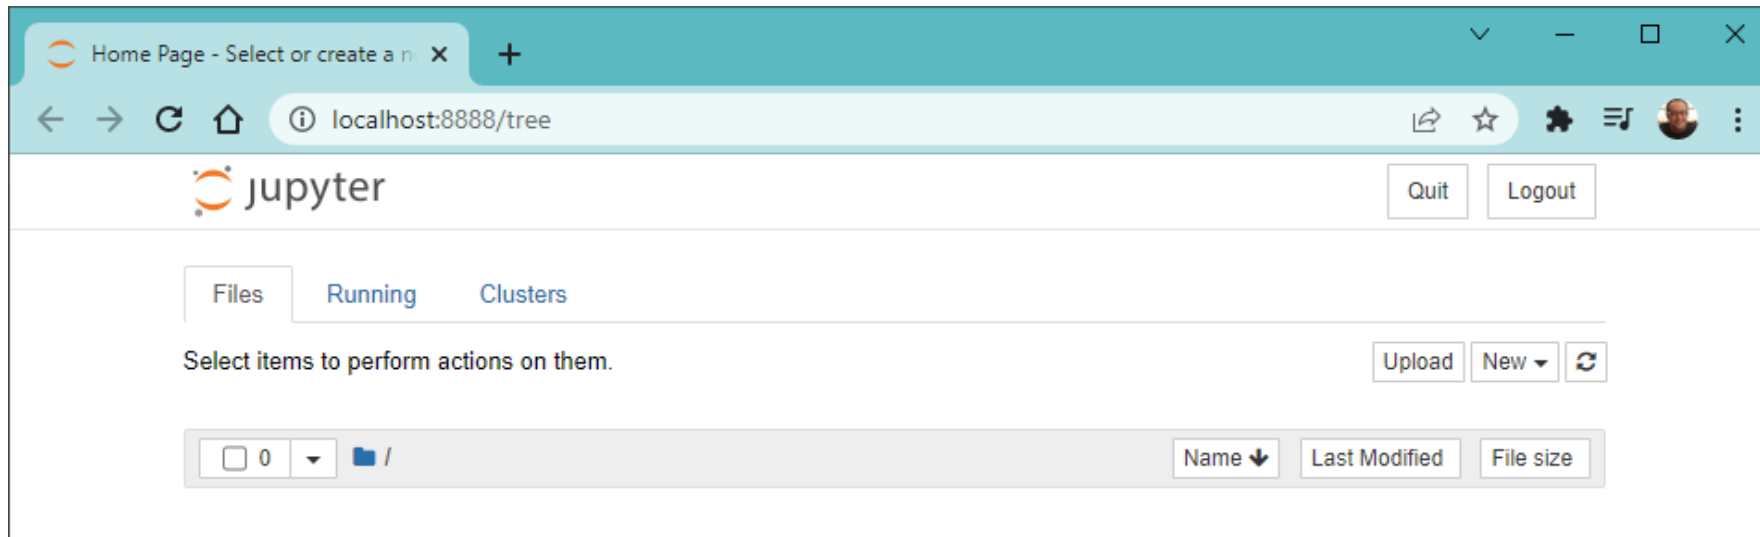 Home Page - Select or create a n
localhost:8888/tree
jupyter
Quit Logout
Files Running Clusters
Select items to perform actions on them.
Upload New
0 / Name Last Modified File size